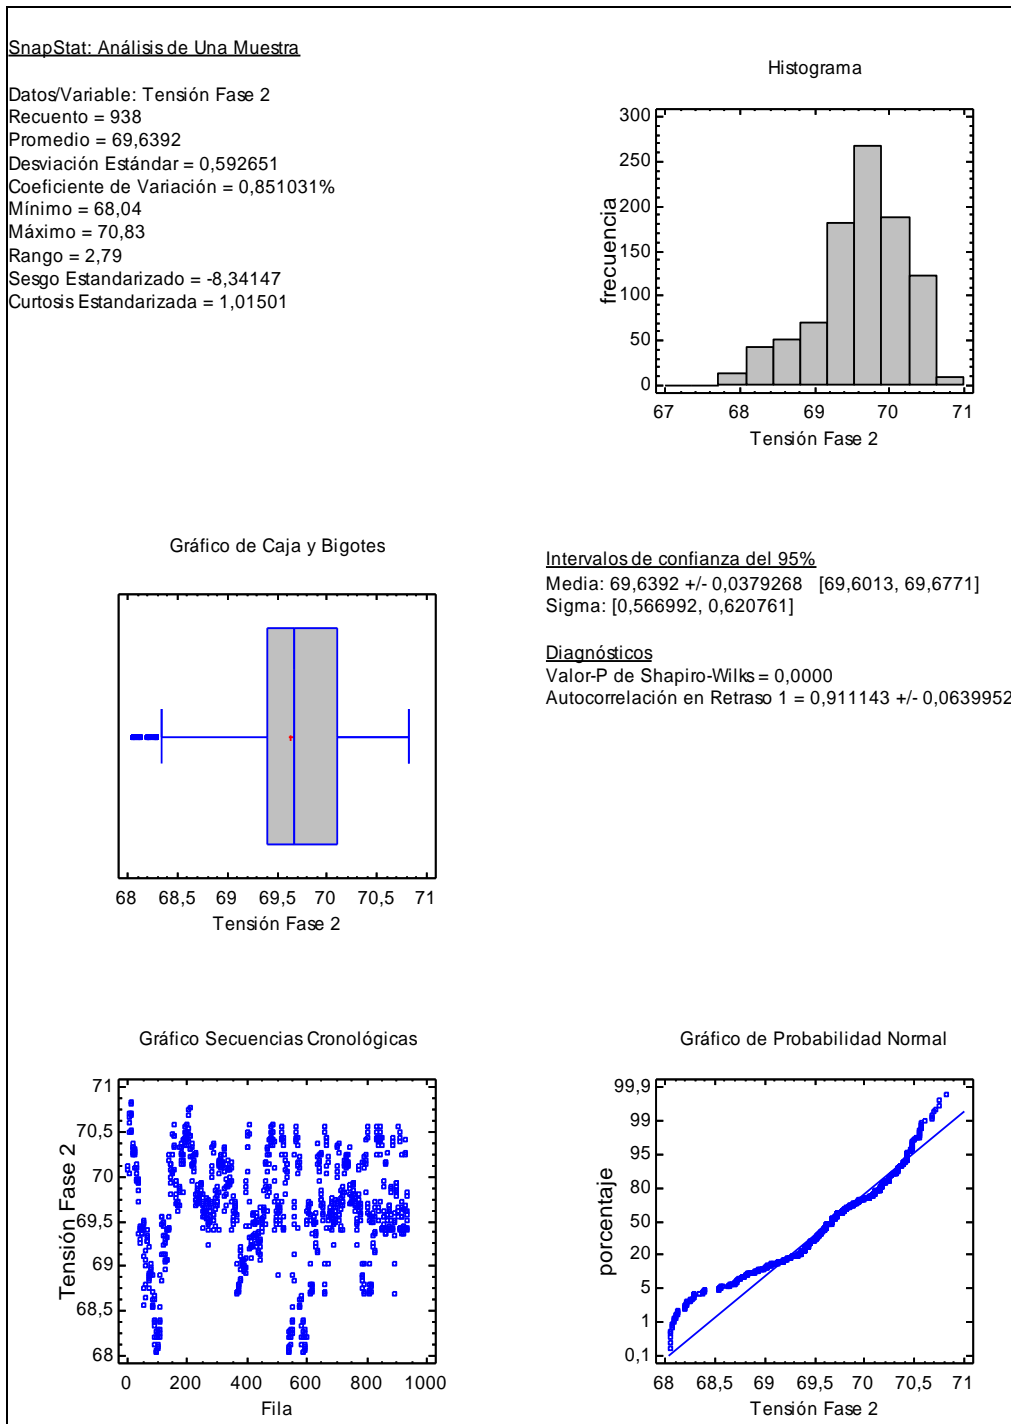 SnapStat: Análisis de Una Muestra
Datos/Variable: Tensión Fase 2
Recuento = 938
Promedio = 69,6392
Desviación Estándar = 0,592651
Coeficiente de Variación = 0,851031%
Mínimo = 68,04
Máximo = 70,83
Rango = 2,79
Sesgo Estandarizado = -8,34147
Curtosis Estandarizada = 1,01501
Histograma
300
250
200
150
100
50
0
frecuencia
67 68 69 70 71
Tensión Fase 2
Gráfico de Caja y Bigotes
68 68,5 69 69,5 70 70,5 71
Tensión Fase 2
Intervalos de confianza del 95%
Media: 69,6392 +/- 0,0379268 [69,6013, 69,6771]
Sigma: [0,566992, 0,620761]
Diagnósticos
Valor-P de Shapiro-Wilks = 0,0000
Autocorrelación en Retraso 1 = 0,911143 +/- 0,0639952
Gráfico Secuencias Cronológicas
71
70,5
70
69,5
69
68,5
68
Tensión Fase 2
0 200 400 600 800 1000
Fila
Gráfico de Probabilidad Normal
99,9
99
95
80
50
20
5
1
0,1
porcentaje
68 68,5 69 69,5 70 70,5 71
Tensión Fase 2